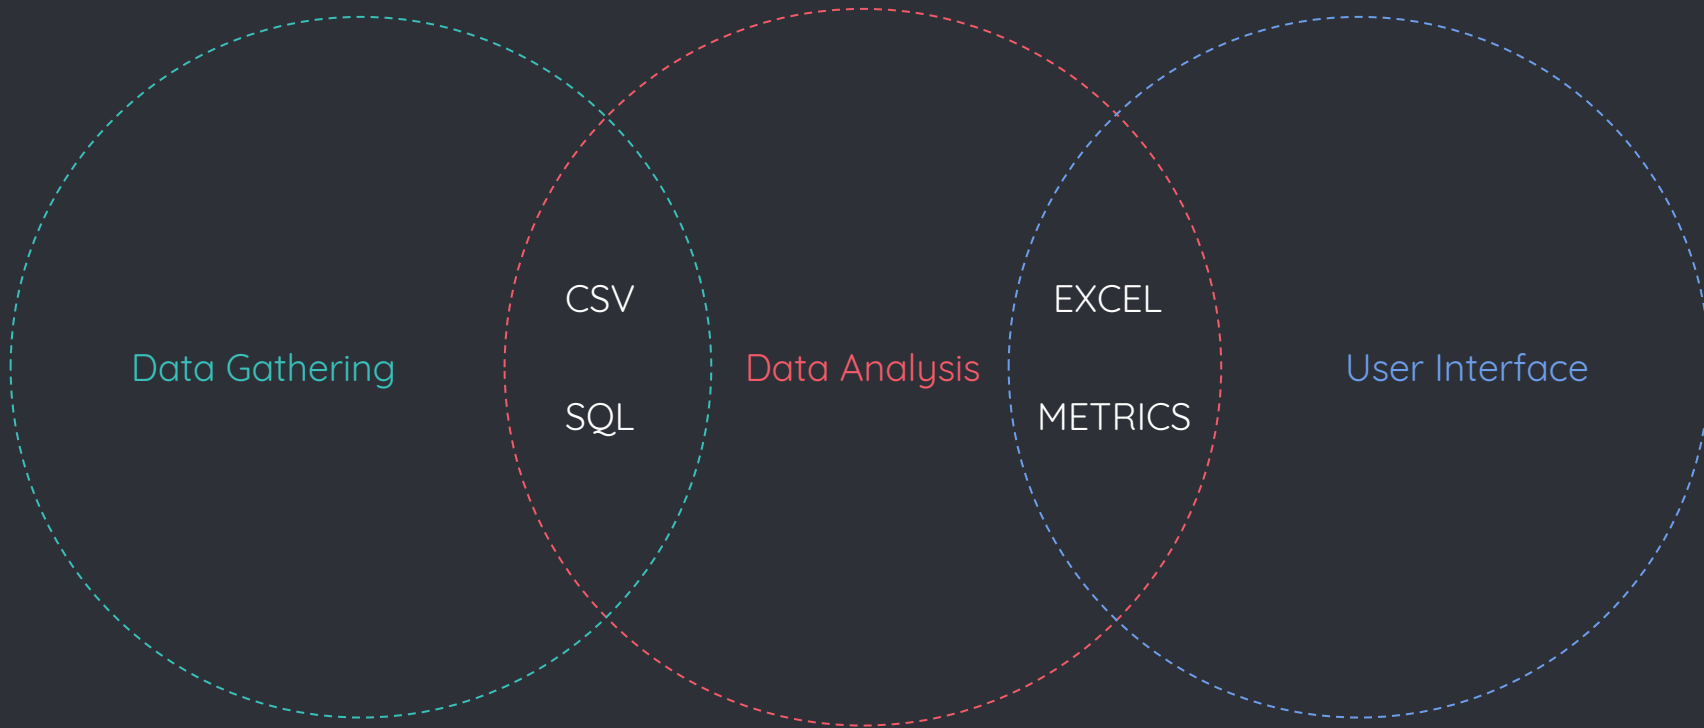 CSV
EXCEL
Data Gathering
Data Analysis
User Interface
SQL
METRICS